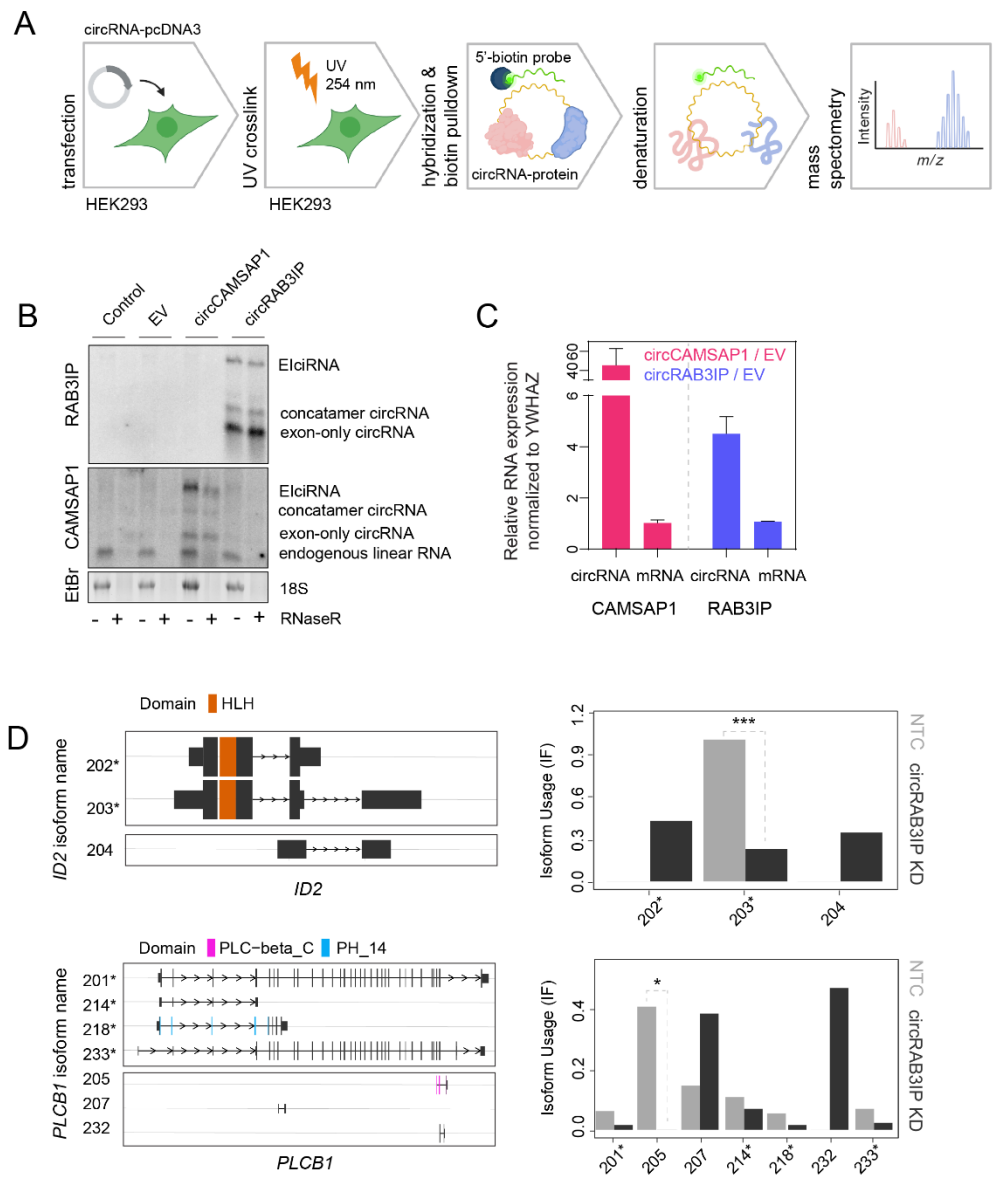 A
circRNA-pcDNA3
transfection
HEK293
UV crosslink
UV
254 nm
HEK293
hybridization &
biotin pulldown
5'-biotin probe
circRNA-protein
denaturation
mass
spectometry
Intensity
m/z
B
Control
EV
circCAMSAP1
circRAB3IP
RAB3IP
EIciRNA
concatamer circRNA
exon-only circRNA
CAMSAP1
EIciRNA
concatamer circRNA
exon-only circRNA
endogenous linear RNA
EtBr
18S
- + - + - + - + RNaseR
C
Relative RNA expression
normalized to YWHAZ
circCAMSAP1 / EV
circRAB3IP / EV
4060
4060
6
4
2
0
circRNA mRNA circRNA mRNA
CAMSAP1 RAB3IP
D
Domain HLH
ID2 isoform name
202*
203*
204
ID2
Isoform Usage (IF)
1.2
0.9
0.6
0.3
0.0
***
202* 203* 204
NTC circRAB3IP KD
Domain PLC-beta_C PH_14
PLCB1 isoform name
201*
214*
218*
233*
205
207
232
PLCB1
Isoform Usage (IF)
0.4
0.2
0.0
*
201* 205 207 214* 218* 232 233*
NTC circRAB3IP KD